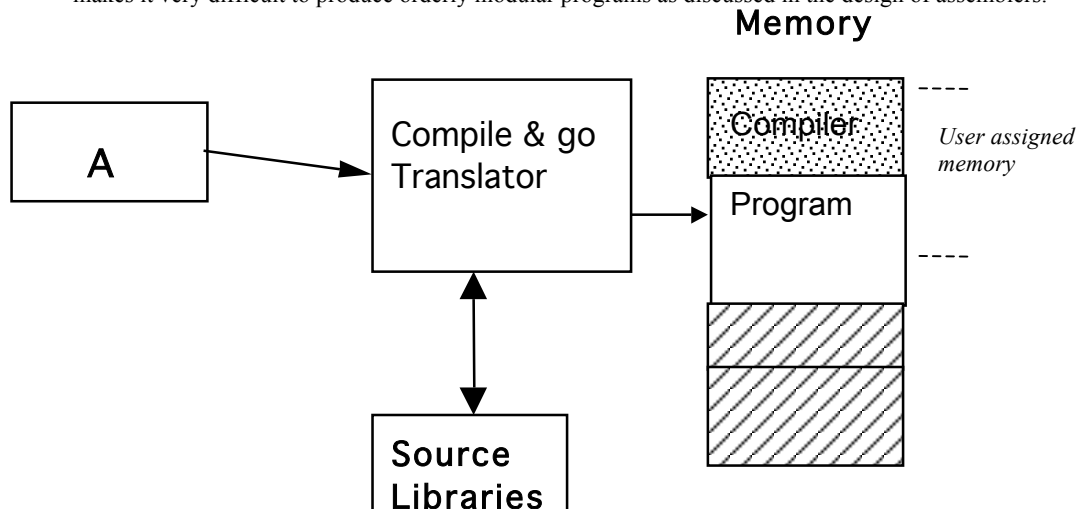 makes it very difficult to produce orderly modular programs as discussed in the design of assemblers.
Memory
A
Compile & go
Translator
Compiler
Program
User assigned
memory
Source
Libraries